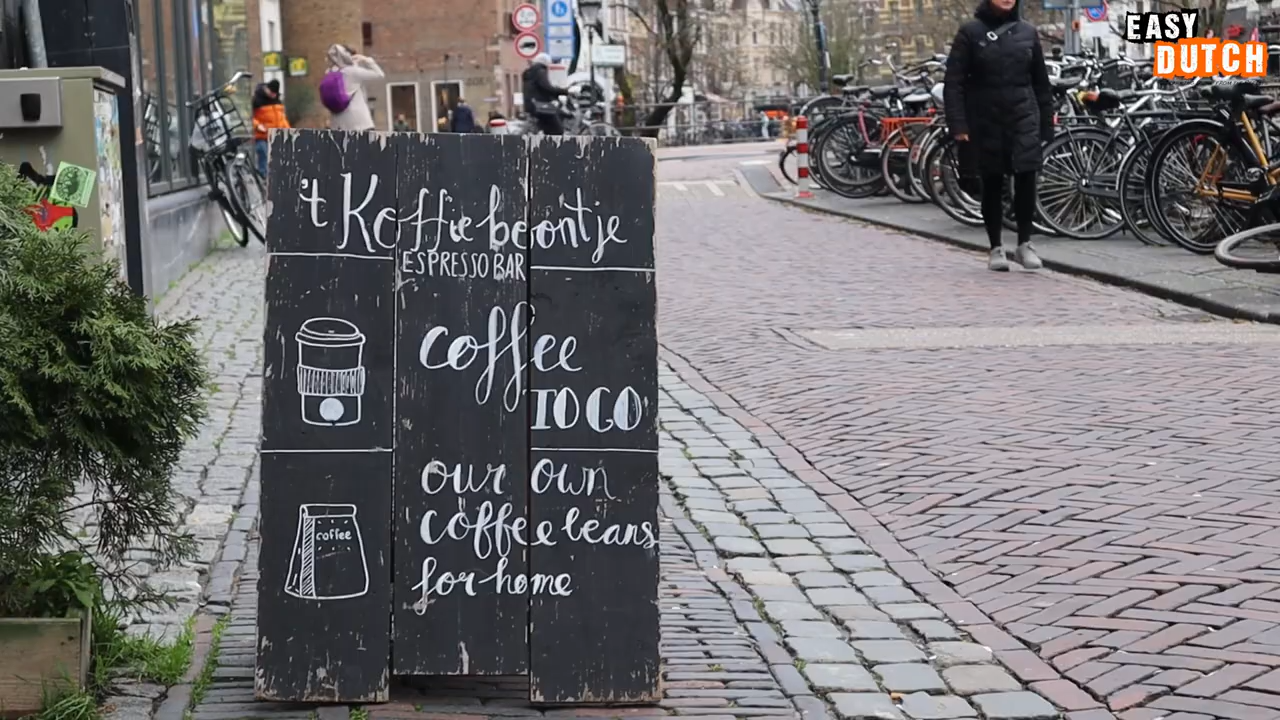 EASY
DUTCH
't Koffieboontje
ESPRESSO BAR
coffee
TO GO
our own
coffee beans
for home
coffee